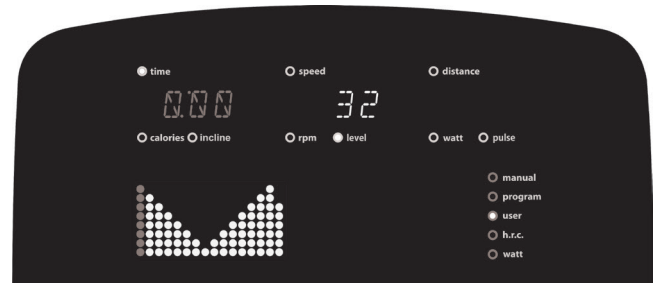 time speed distance
0:00 32
calories incline rpm level watt pulse
manual
program
user
h.r.c.
watt